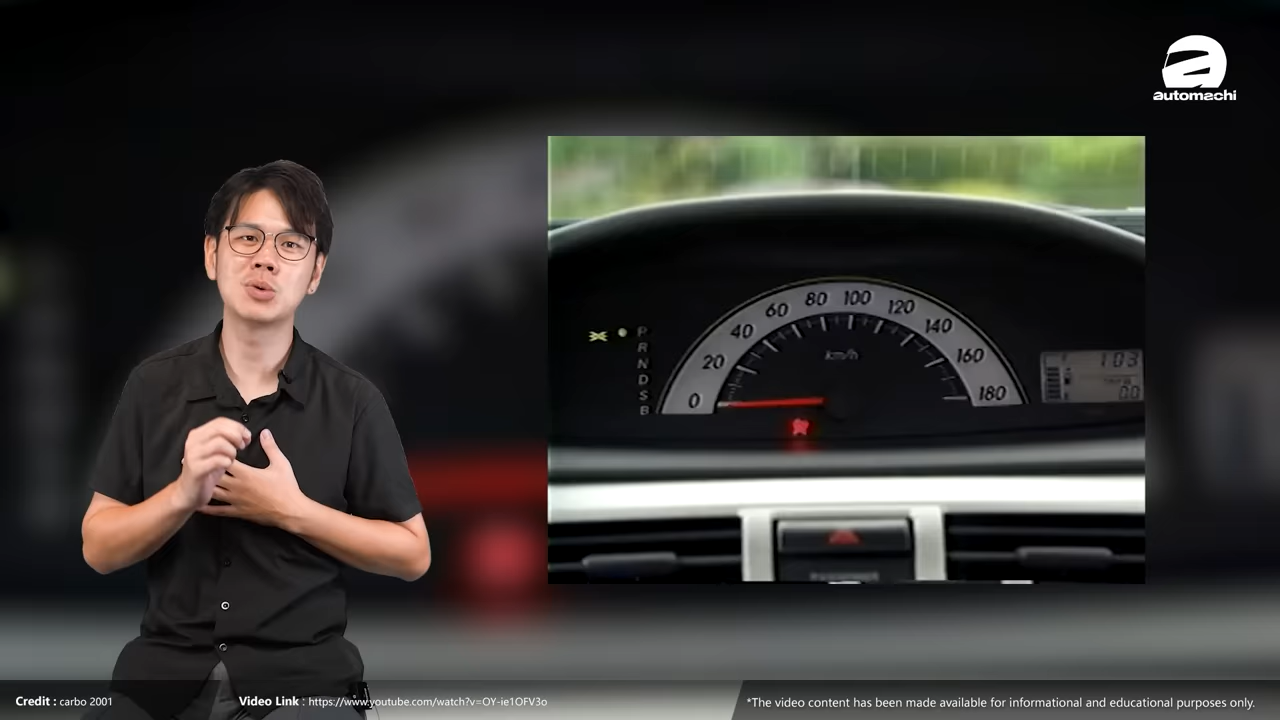 automachi
P
R
N
D
S
B
0
20
40
60
80
100
120
140
160
180
km/h
103
0.0
Credit : carbo 2001
Video Link : https://www.youtube.com/watch?v=OY-ie1OFV3o
*The video content has been made available for informational and educational purposes only.